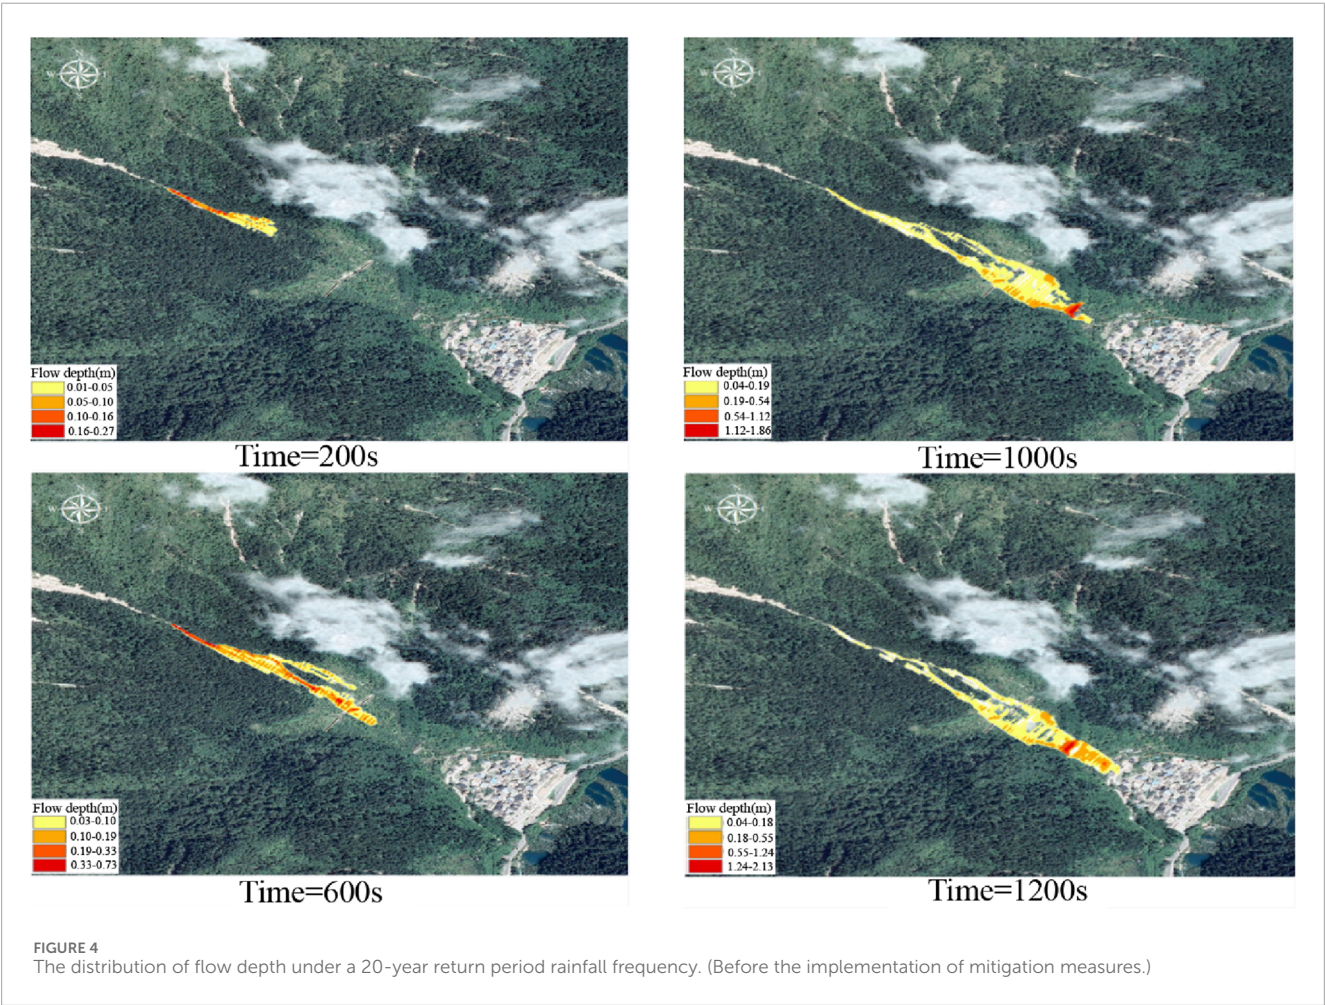 W
Flow depth(m)
0.01-0.05
0.05-0.10
0.10-0.16
0.16-0.27
Time=200s
W
Flow depth(m)
0.04-0.19
0.19-0.54
0.54-1.12
1.12-1.86
Time=1000s
W
Flow depth(m)
0.03-0.10
0.10-0.19
0.19-0.33
0.33-0.73
Time=600s
W
Flow depth(m)
0.04-0.18
0.18-0.55
0.55-1.24
1.24-2.13
Time=1200s
FIGURE 4
The distribution of flow depth under a 20-year return period rainfall frequency. (Before the implementation of mitigation measures.)